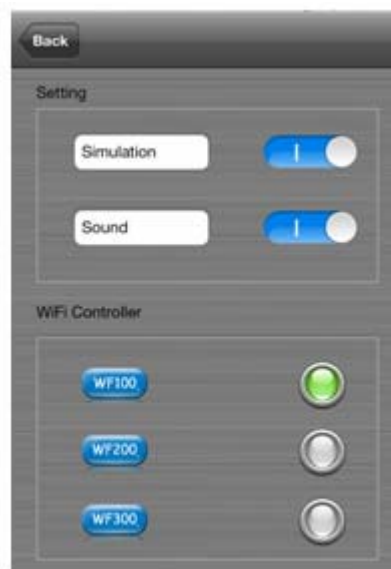 Back
Setting
Simulation
Sound
WiFi Controller
WF100
WF200
WF300